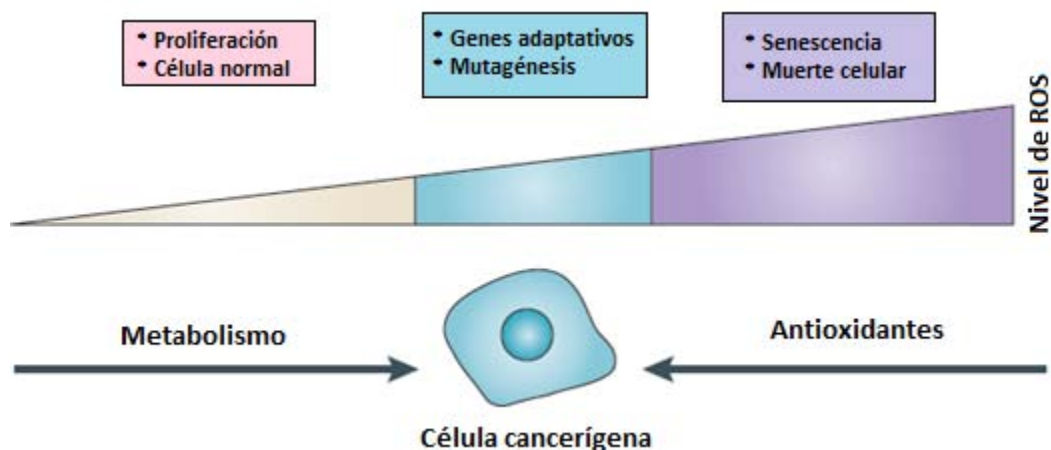 • Proliferación
• Célula normal
• Genes adaptativos
• Mutagénesis
• Senescencia
• Muerte celular
Nivel de ROS
Metabolismo
Antioxidantes
Célula cancerígena